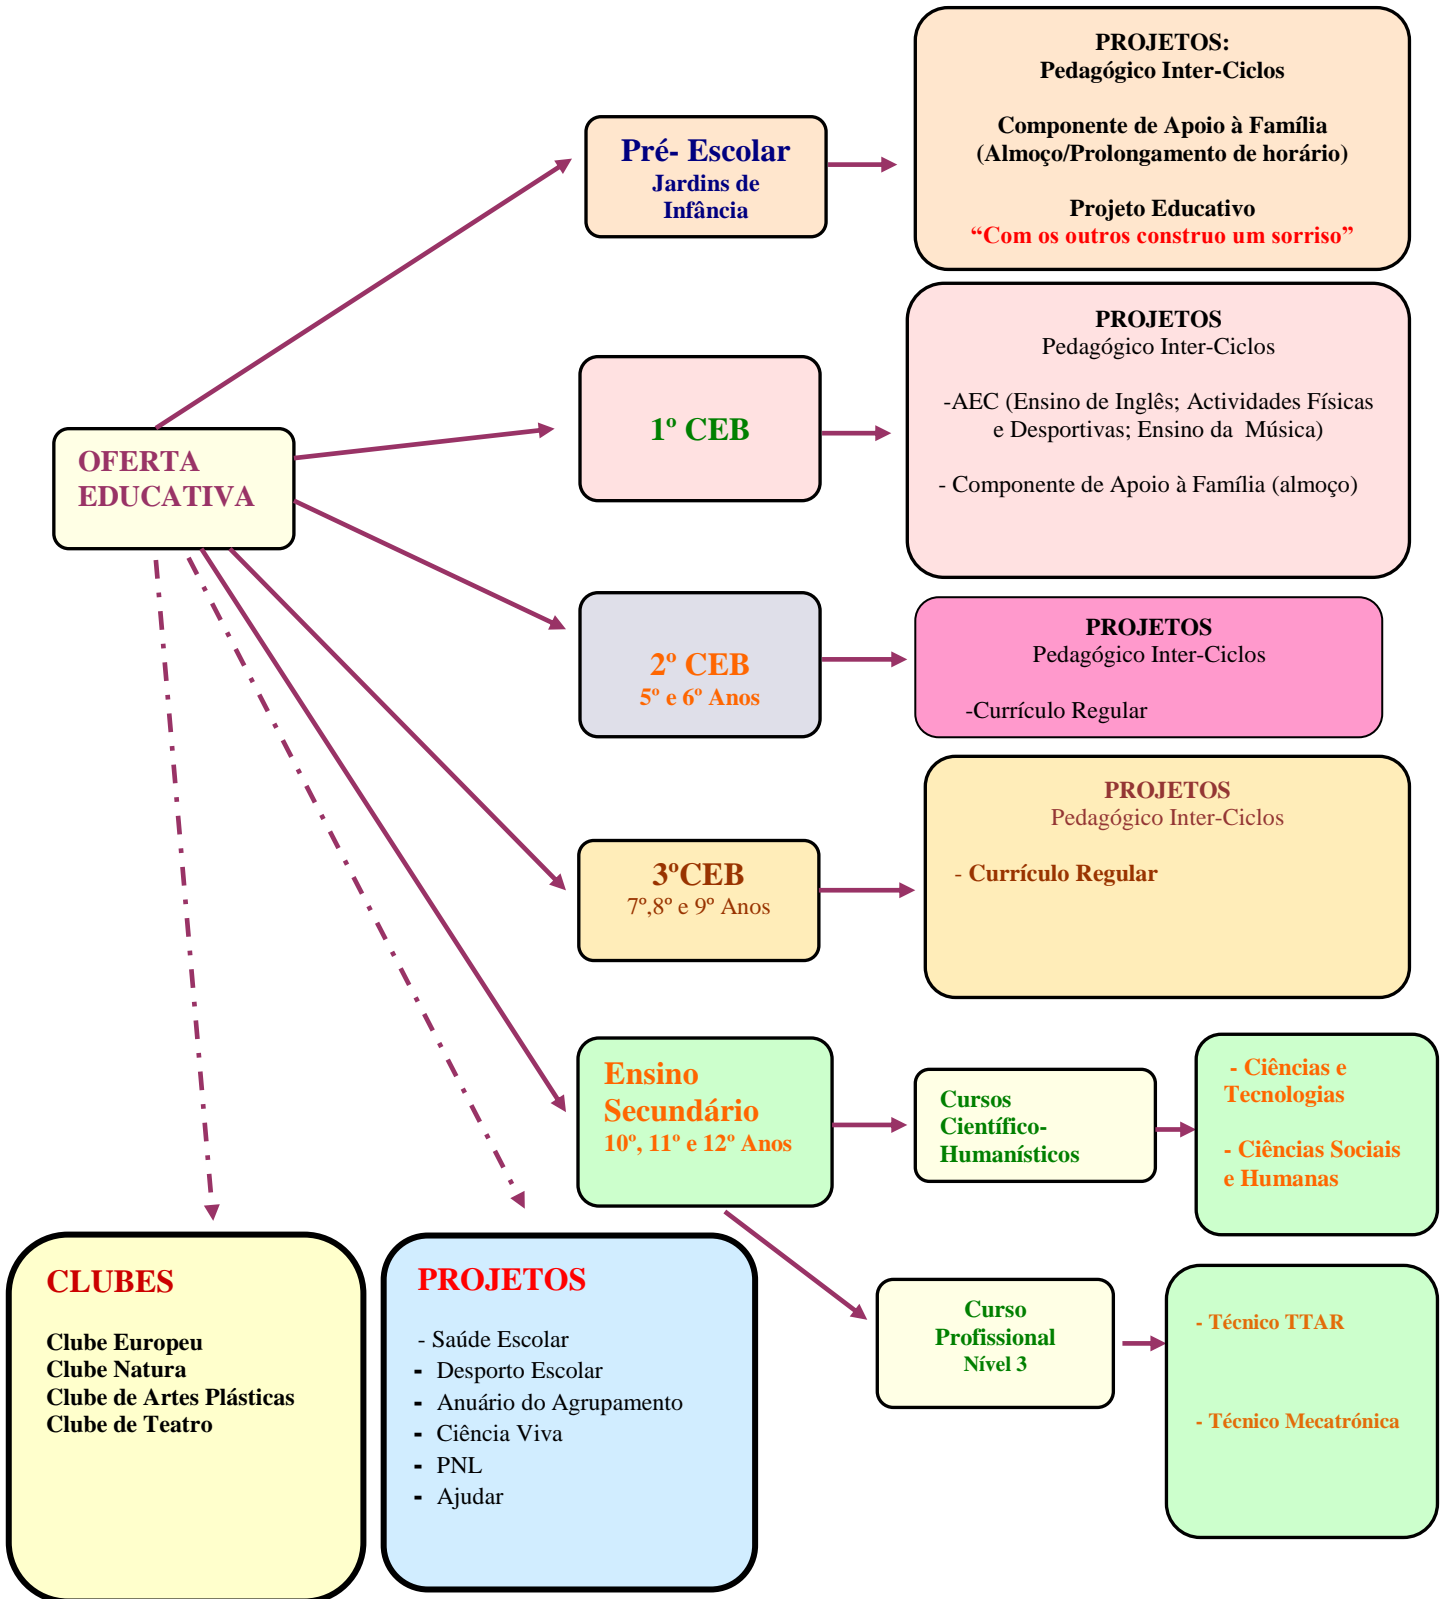 OFERTA
EDUCATIVA
Pré- Escolar
Jardins de
Infância
PROJETOS:
Pedagógico Inter-Ciclos
Componente de Apoio à Família
(Almoço/Prolongamento de horário)
Projeto Educativo
“Com os outros construo um sorriso”
1º CEB
PROJETOS
Pedagógico Inter-Ciclos
-AEC (Ensino de Inglês; Actividades Físicas
e Desportivas; Ensino da Música)
- Componente de Apoio à Família (almoço)
2º CEB
5º e 6º Anos
PROJETOS
Pedagógico Inter-Ciclos
-Currículo Regular
3ºCEB
7º,8º e 9º Anos
PROJETOS
Pedagógico Inter-Ciclos
- Currículo Regular
Ensino
Secundário
10º, 11º e 12º Anos
Cursos
Científico-
Humanísticos
- Ciências e
Tecnologias
- Ciências Sociais
e Humanas
Curso
Profissional
Nível 3
- Técnico TTAR
- Técnico Mecatrónica
CLUBES
Clube Europeu
Clube Natura
Clube de Artes Plásticas
Clube de Teatro
PROJETOS
- Saúde Escolar
- Desporto Escolar
- Anuário do Agrupamento
- Ciência Viva
- PNL
- Ajudar